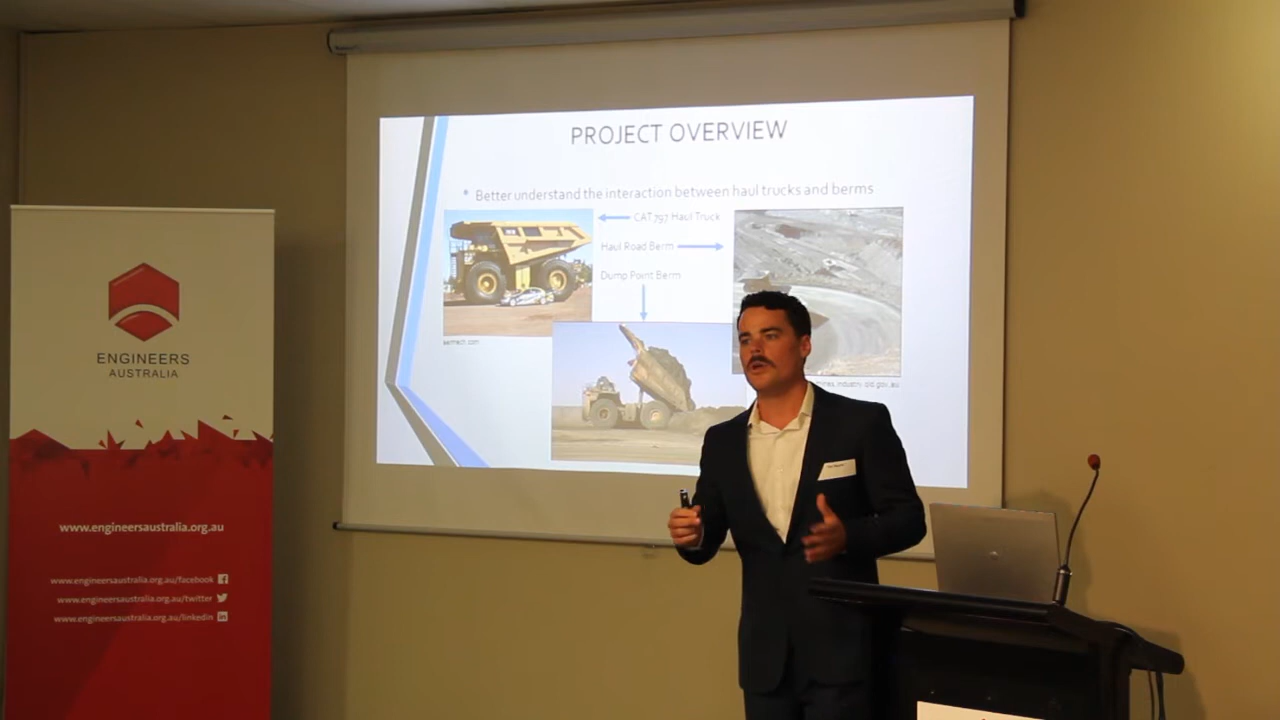 PROJECT OVERVIEW
Better understand the interaction between haul trucks and berms
CAT 797 Haul Truck
Haul Road Berm
Dump Point Berm
ENGINEERS
AUSTRALIA
www.engineersaustralia.org.au
www.engineersaustralia.org.au/facebook
www.engineersaustralia.org.au/twitter
www.engineersaustralia.org.au/linkedin